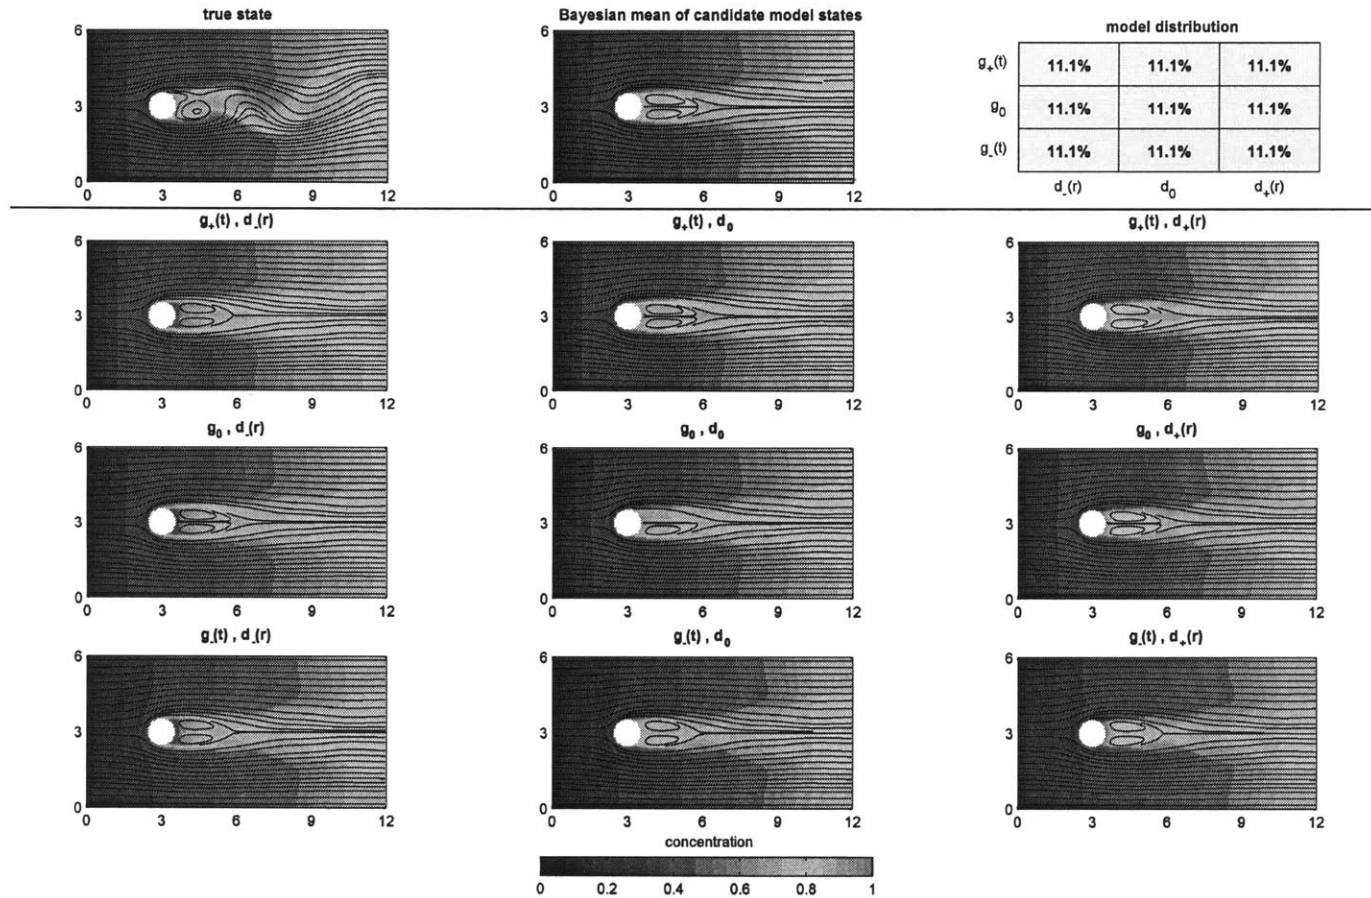 true state
6
3
0
0 3 6 9 12
Bayesian mean of candidate model states
6
3
0
0 3 6 9 12
model distribution
g+(t) 11.1% 11.1% 11.1%
g0 11.1% 11.1% 11.1%
g-(t) 11.1% 11.1% 11.1%
d-(r) d0 d+(r)
g+(t) , d-(r)
6
3
0
0 3 6 9 12
g+(t) , d0
6
3
0
0 3 6 9 12
g+(t) , d+(r)
6
3
0
0 3 6 9 12
g0 , d-(r)
6
3
0
0 3 6 9 12
g0 , d0
6
3
0
0 3 6 9 12
g0 , d+(r)
6
3
0
0 3 6 9 12
g-(t) , d-(r)
6
3
0
0 3 6 9 12
g-(t) , d0
6
3
0
0 3 6 9 12
g-(t) , d+(r)
6
3
0
0 3 6 9 12
concentration
0 0.2 0.4 0.6 0.8 1